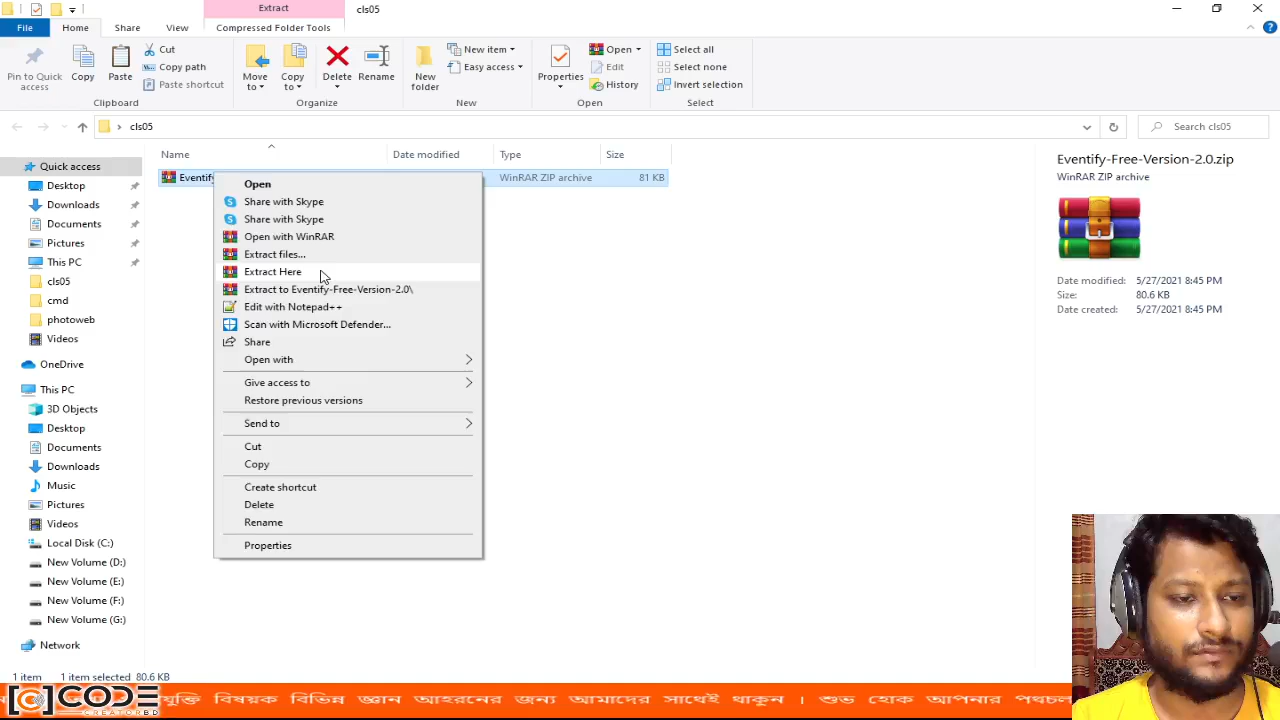 Extract
cls05
File
Home
Share
View
Compressed Folder Tools
Pin to Quick access
Copy
Paste
Cut
Copy path
Paste shortcut
Clipboard
Move to
Copy to
Delete
Rename
Organize
New folder
New item
Easy access
New
Properties
Open
Edit
History
Open
Select all
Select none
Invert selection
Select
cls05
Search cls05
Name
Date modified
Type
Size
Eventify
WinRAR ZIP archive
81 KB
Quick access
Desktop
Downloads
Documents
Pictures
This PC
cls05
cmd
photoweb
Videos
OneDrive
This PC
3D Objects
Desktop
Documents
Downloads
Music
Pictures
Videos
Local Disk (C:)
New Volume (D:)
New Volume (E:)
New Volume (F:)
New Volume (G:)
Network
Open
Share with Skype
Share with Skype
Open with WinRAR
Extract files...
Extract Here
Extract to Eventify-Free-Version-2.0\
Edit with Notepad++
Scan with Microsoft Defender...
Share
Open with
Give access to
Restore previous versions
Send to
Cut
Copy
Create shortcut
Delete
Rename
Properties
Eventify-Free-Version-2.0.zip
WinRAR ZIP archive
Date modified: 5/27/2021 8:45 PM
Size: 80.6 KB
Date created: 5/27/2021 8:45 PM
1 item
1 item selected 80.6 KB
CODE
CREATORBD
যুক্তি বিষয়ক বিভিন্ন জ্ঞান আহরনের জন্য আমাদের সাথেই থাকুন । শুভ হোক আপনার পথচল